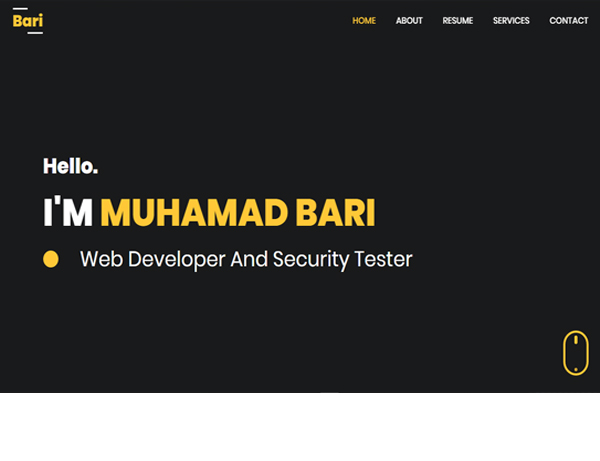 Bari
HOME ABOUT RESUME SERVICES CONTACT
Hello.
I'M MUHAMAD BARI
Web Developer And Security Tester